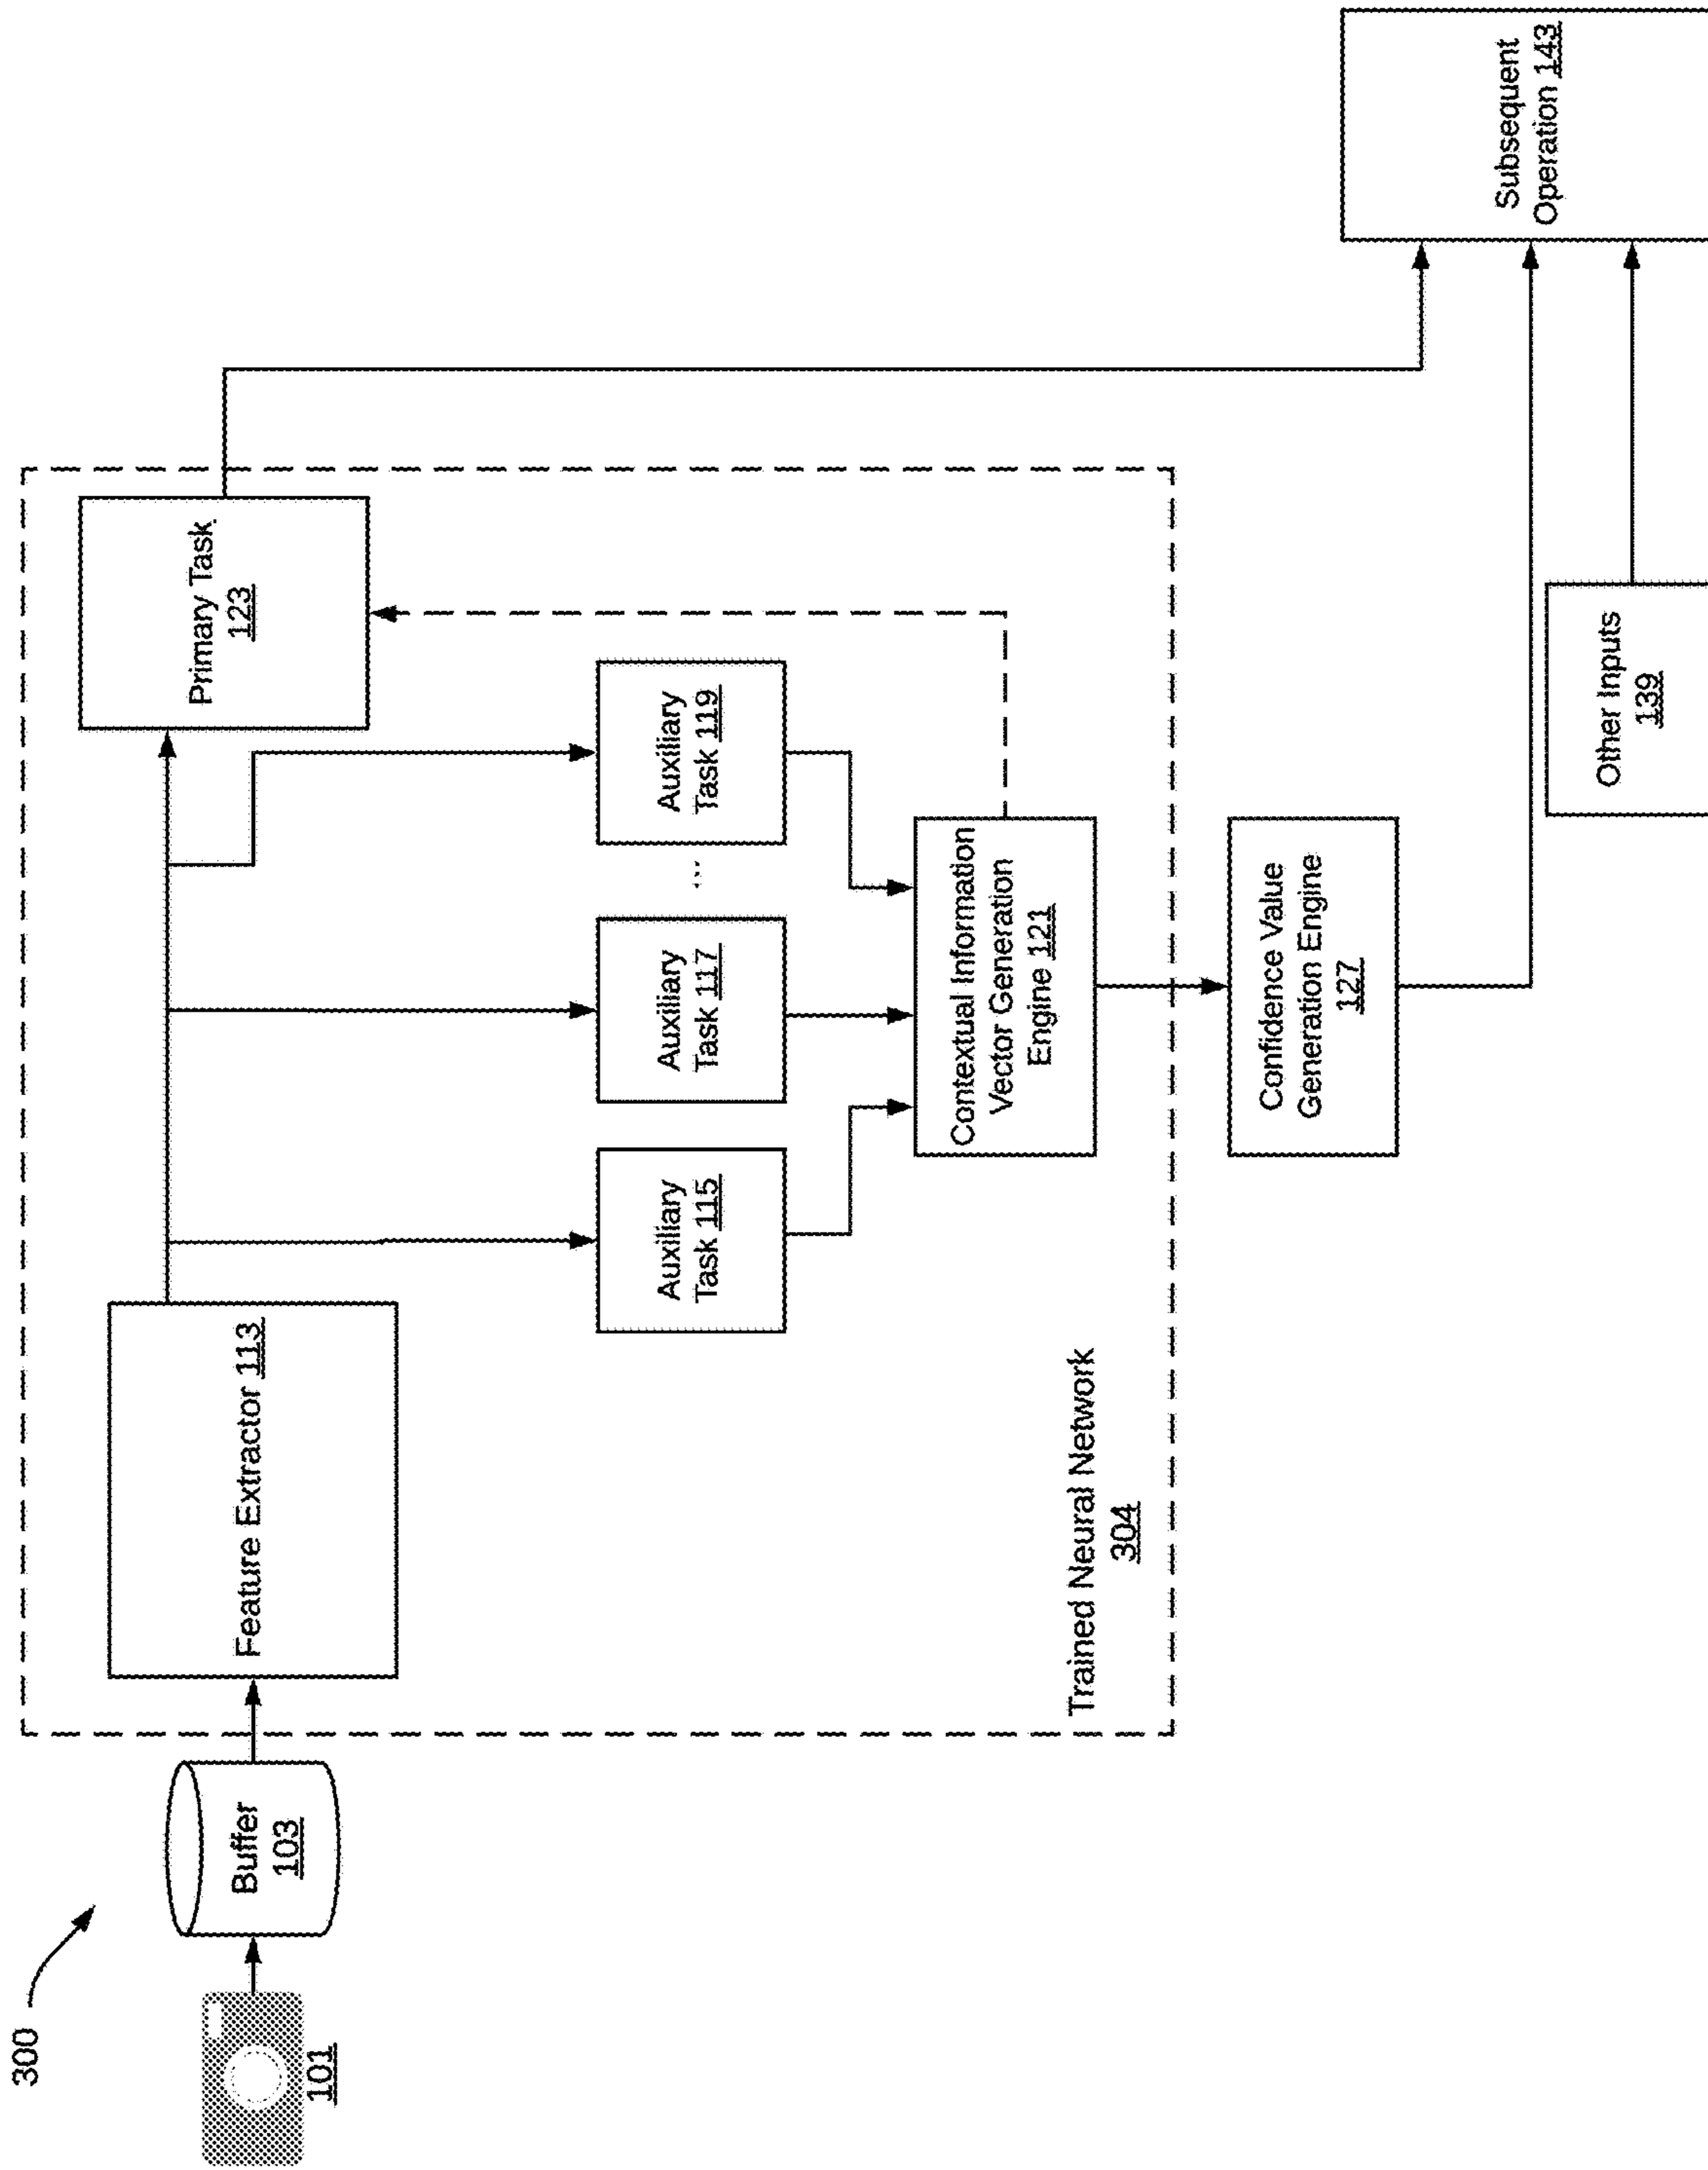 300
101
Buffer
103
Feature Extractor 113
Primary Task
123
Auxiliary
Task 115
Auxiliary
Task 117
...
Auxiliary
Task 119
Contextual Information
Vector Generation
Engine 121
Trained Neural Network
304
Confidence Value
Generation Engine
127
Other Inputs
139
Subsequent
Operation 143